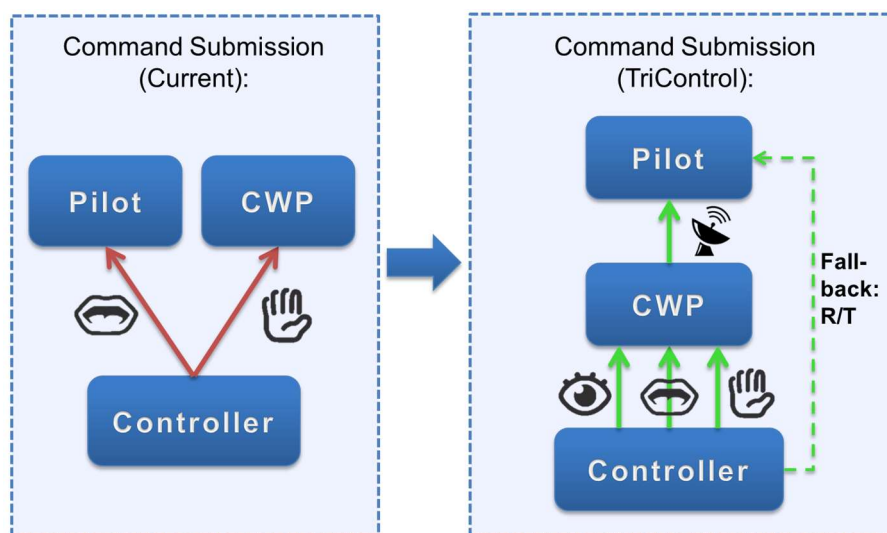 Command Submission
(Current):
Pilot
CWP
Controller
Command Submission
(TriControl):
Pilot
CWP
Fall-
back:
R/T
Controller